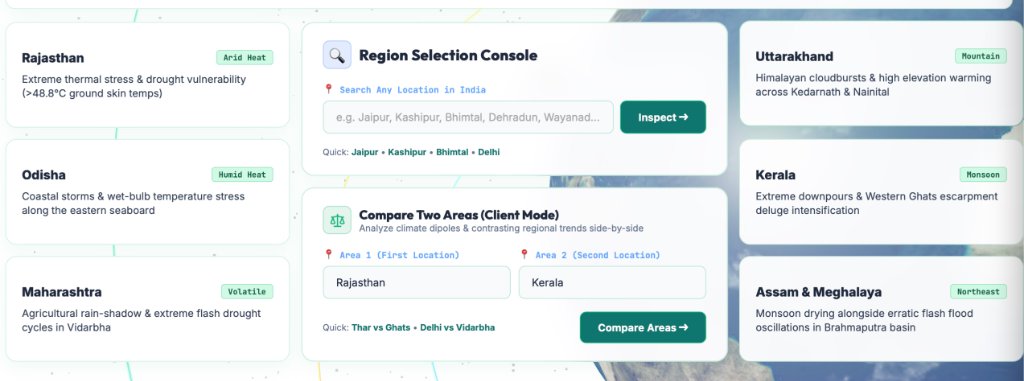 Rajasthan
Arid Heat
Extreme thermal stress & drought vulnerability
(>48.8°C ground skin temps)
Odisha
Humid Heat
Coastal storms & wet-bulb temperature stress
along the eastern seaboard
Maharashtra
Volatile
Agricultural rain-shadow & extreme flash drought
cycles in Vidarbha
Region Selection Console
Search Any Location in India
e.g. Jaipur, Kashipur, Bhimtal, Dehradun, Wayanad...
Inspect →
Quick: Jaipur • Kashipur • Bhimtal • Delhi
Compare Two Areas (Client Mode)
Analyze climate dipoles & contrasting regional trends side-by-side
Area 1 (First Location)
Area 2 (Second Location)
Rajasthan
Kerala
Quick: Thar vs Ghats • Delhi vs Vidarbha
Compare Areas →
Uttarakhand
Mountain
Himalayan cloudbursts & high elevation warming
across Kedarnath & Nainital
Kerala
Monsoon
Extreme downpours & Western Ghats escarpment
deluge intensification
Assam & Meghalaya
Northeast
Monsoon drying alongside erratic flash flood
oscillations in Brahmaputra basin